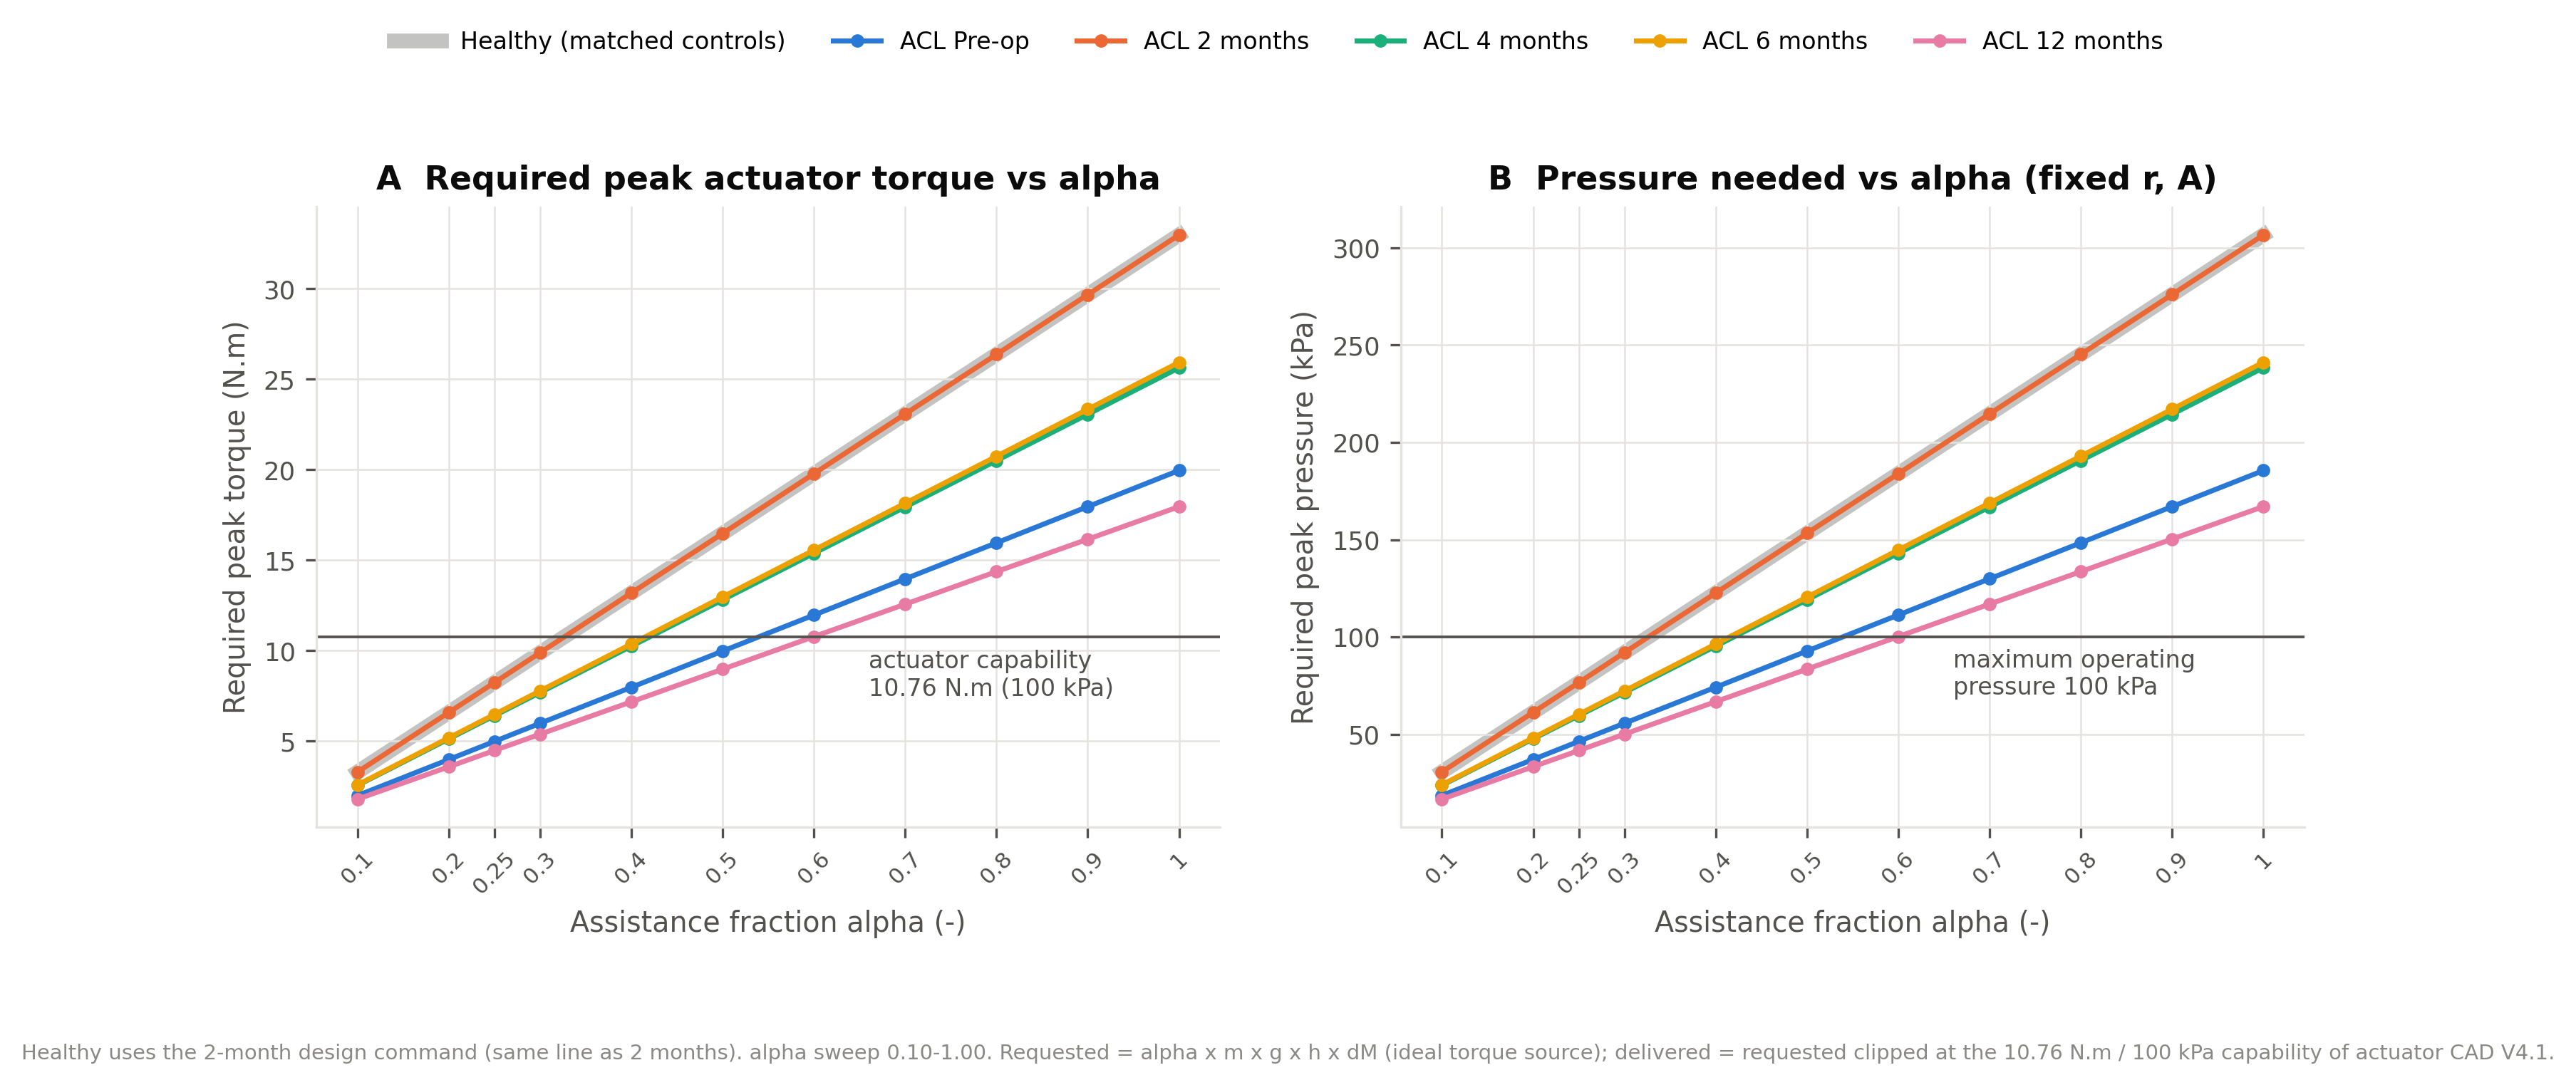 Healthy (matched controls) ACL Pre-op ACL 2 months ACL 4 months ACL 6 months ACL 12 months
A Required peak actuator torque vs alpha
Required peak torque (N.m)
30
25
20
15
10
5
actuator capability
10.76 N.m (100 kPa)
0.1 0.2 0.25 0.3 0.4 0.5 0.6 0.7 0.8 0.9 1
Assistance fraction alpha (-)
B Pressure needed vs alpha (fixed r, A)
Required peak pressure (kPa)
300
250
200
150
100
50
maximum operating
pressure 100 kPa
0.1 0.2 0.25 0.3 0.4 0.5 0.6 0.7 0.8 0.9 1
Assistance fraction alpha (-)
Healthy uses the 2-month design command (same line as 2 months). alpha sweep 0.10-1.00. Requested = alpha x m x g x h x dM (ideal torque source); delivered = requested clipped at the 10.76 N.m / 100 kPa capability of actuator CAD V4.1.